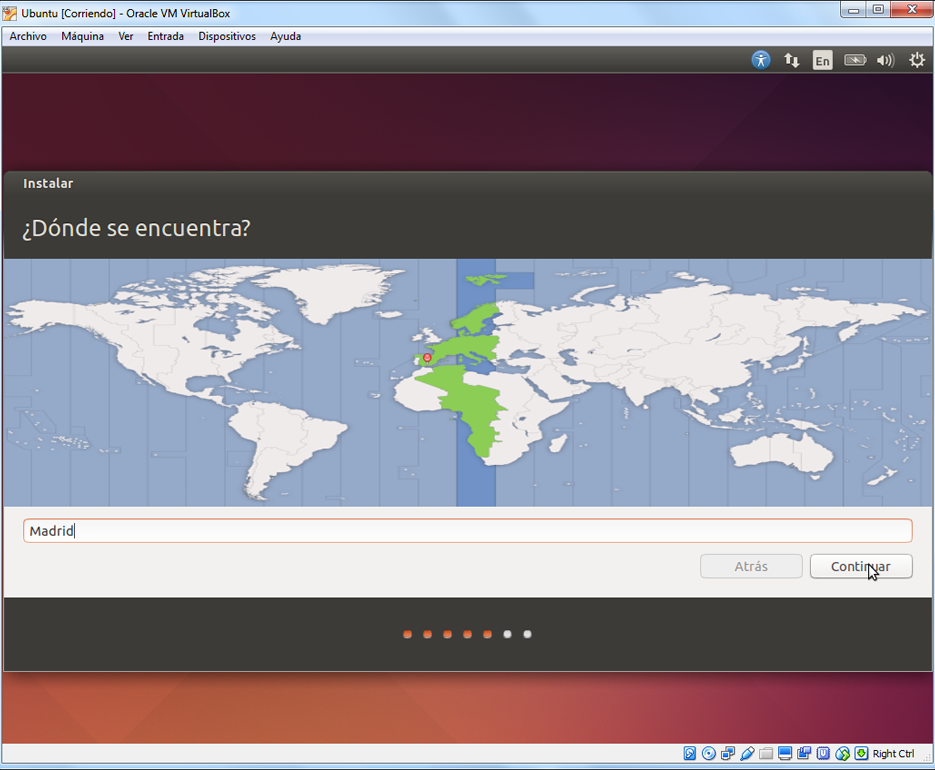 Ubuntu [Corriendo] - Oracle VM VirtualBox
Archivo Máquina Ver Entrada Dispositivos Ayuda
En
Instalar
¿Dónde se encuentra?
Madrid
Atrás Continuar
Right Ctrl